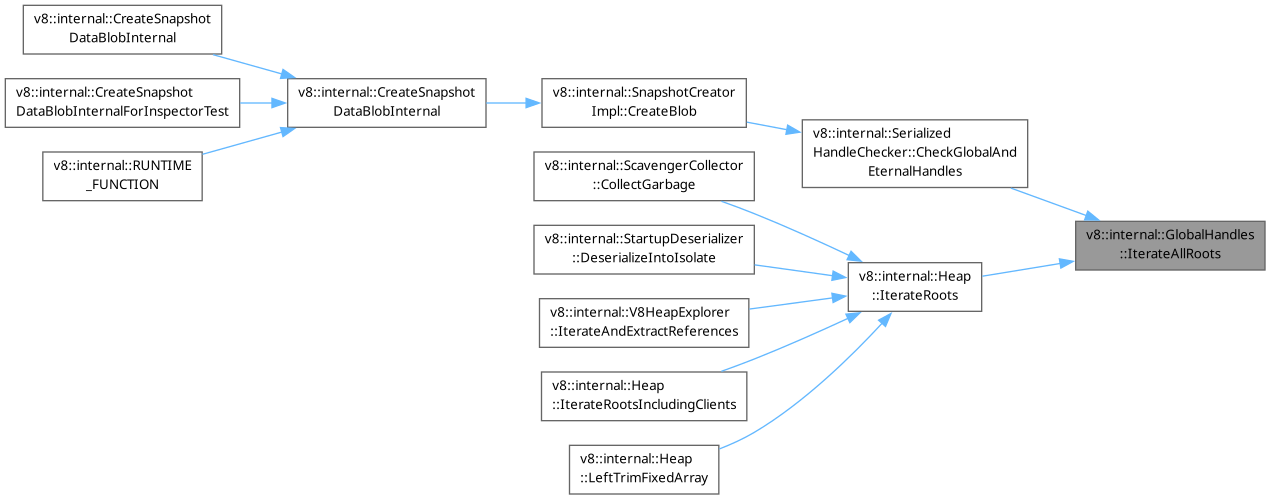 v8::internal::CreateSnapshot
DataBlobInternal
v8::internal::CreateSnapshot
DataBlobInternalForInspectorTest
v8::internal::RUNTIME
_FUNCTION
v8::internal::CreateSnapshot
DataBlobInternal
v8::internal::SnapshotCreator
Impl::CreateBlob
v8::internal::ScavengerCollector
::CollectGarbage
v8::internal::StartupDeserializer
::DeserializeIntoIsolate
v8::internal::V8HeapExplorer
::IterateAndExtractReferences
v8::internal::Heap
::IterateRootsIncludingClients
v8::internal::Heap
::LeftTrimFixedArray
v8::internal::Serialized
HandleChecker::CheckGlobalAnd
EternalHandles
v8::internal::Heap
::IterateRoots
v8::internal::GlobalHandles
::IterateAllRoots